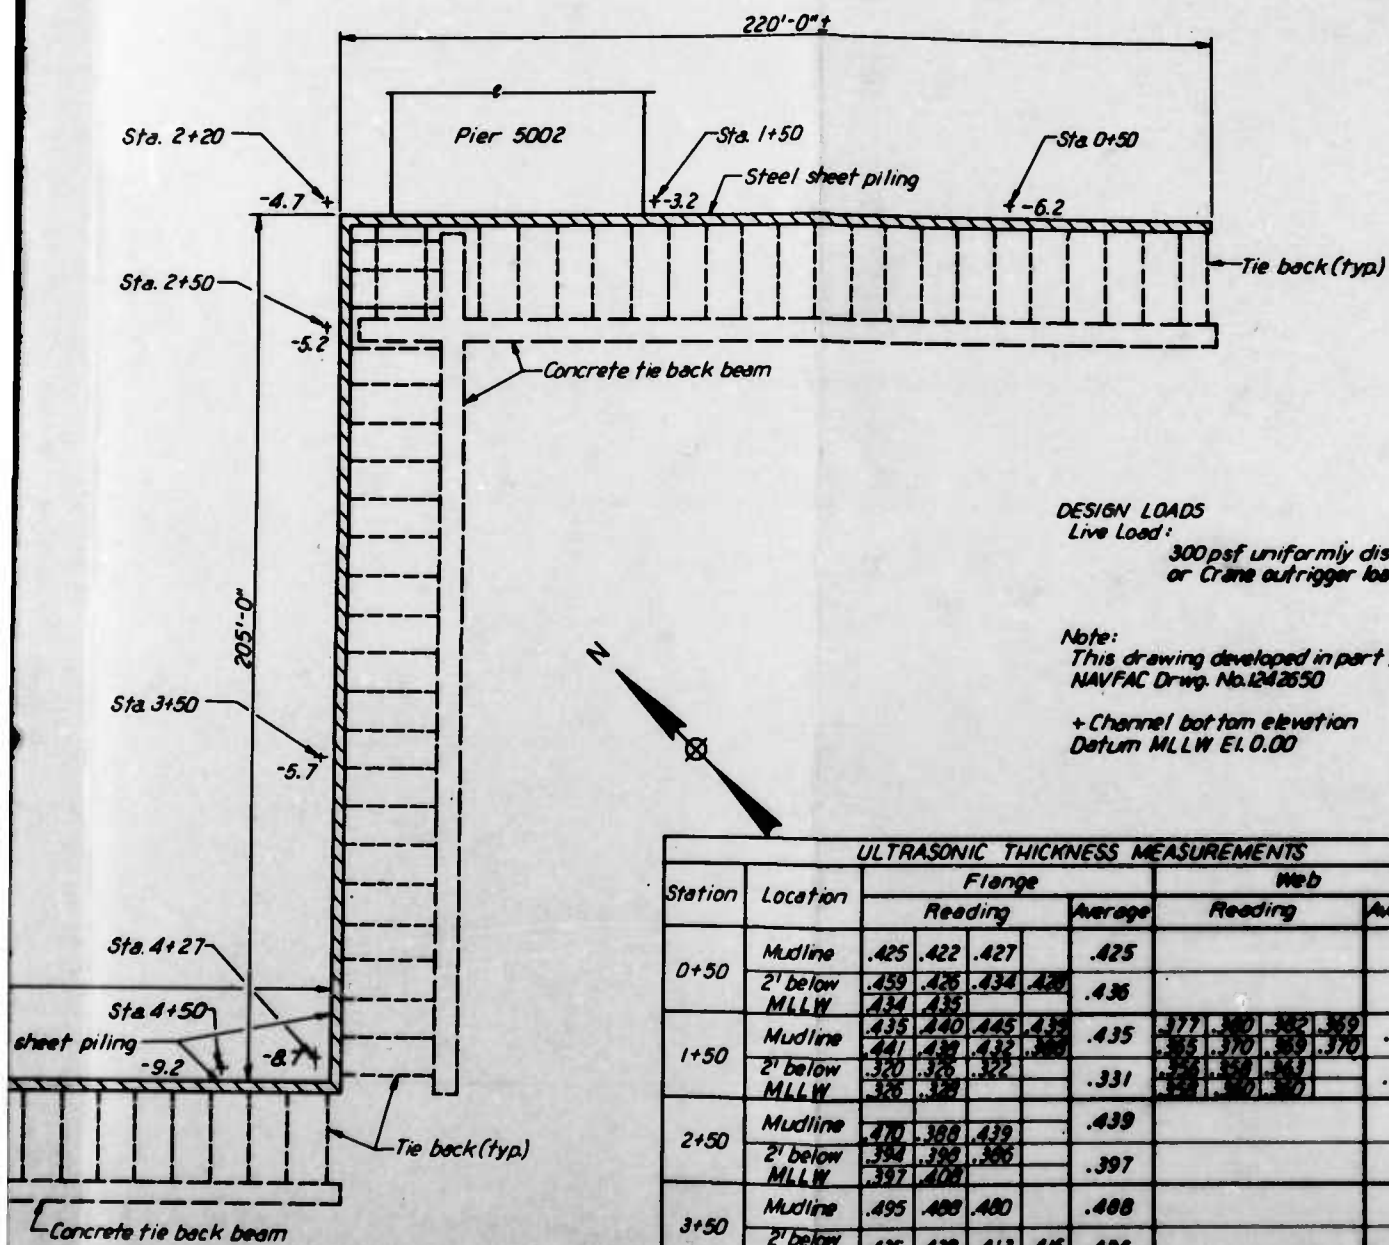 220'-0"±
Sta. 2+20
Pier 5002
Sta. 1+50
Sta. 0+50
Steel sheet piling
-4.7
+-3.2
+-6.2
Tie back (typ.)
Sta. 2+50
-5.2
Concrete tie back beam
DESIGN LOADS
Live Load:
300 psf uniformly dis
or Crane outrigger loa
205'-0"
N
Note:
This drawing developed in part
NAVFAC Drwg. No. 1242650
Sta. 3+50
+ Channel bottom elevation
Datum MLLW El. 0.00
-5.7
ULTRASONIC THICKNESS MEASUREMENTS
Station Location Flange Web
Reading Average Reading Av
0+50 Mudline .425 .422 .427 .425
2' below .459 .426 .434 .436
MLLW .434 .435
1+50 Mudline .435 .440 .445 .435 .377 .369
.441 .432 .370 .369 .370
2' below .320 .326 .322 .331
MLLW .326 .328
2+50 Mudline .470 .388 .439 .439
2' below .394 .397
MLLW .397 .408
3+50 Mudline .495 .488 .480 .488
2' below
Sta. 4+27
Sta. 4+50
sheet piling
-9.2
-8.7
Tie back (typ.)
Concrete tie back beam